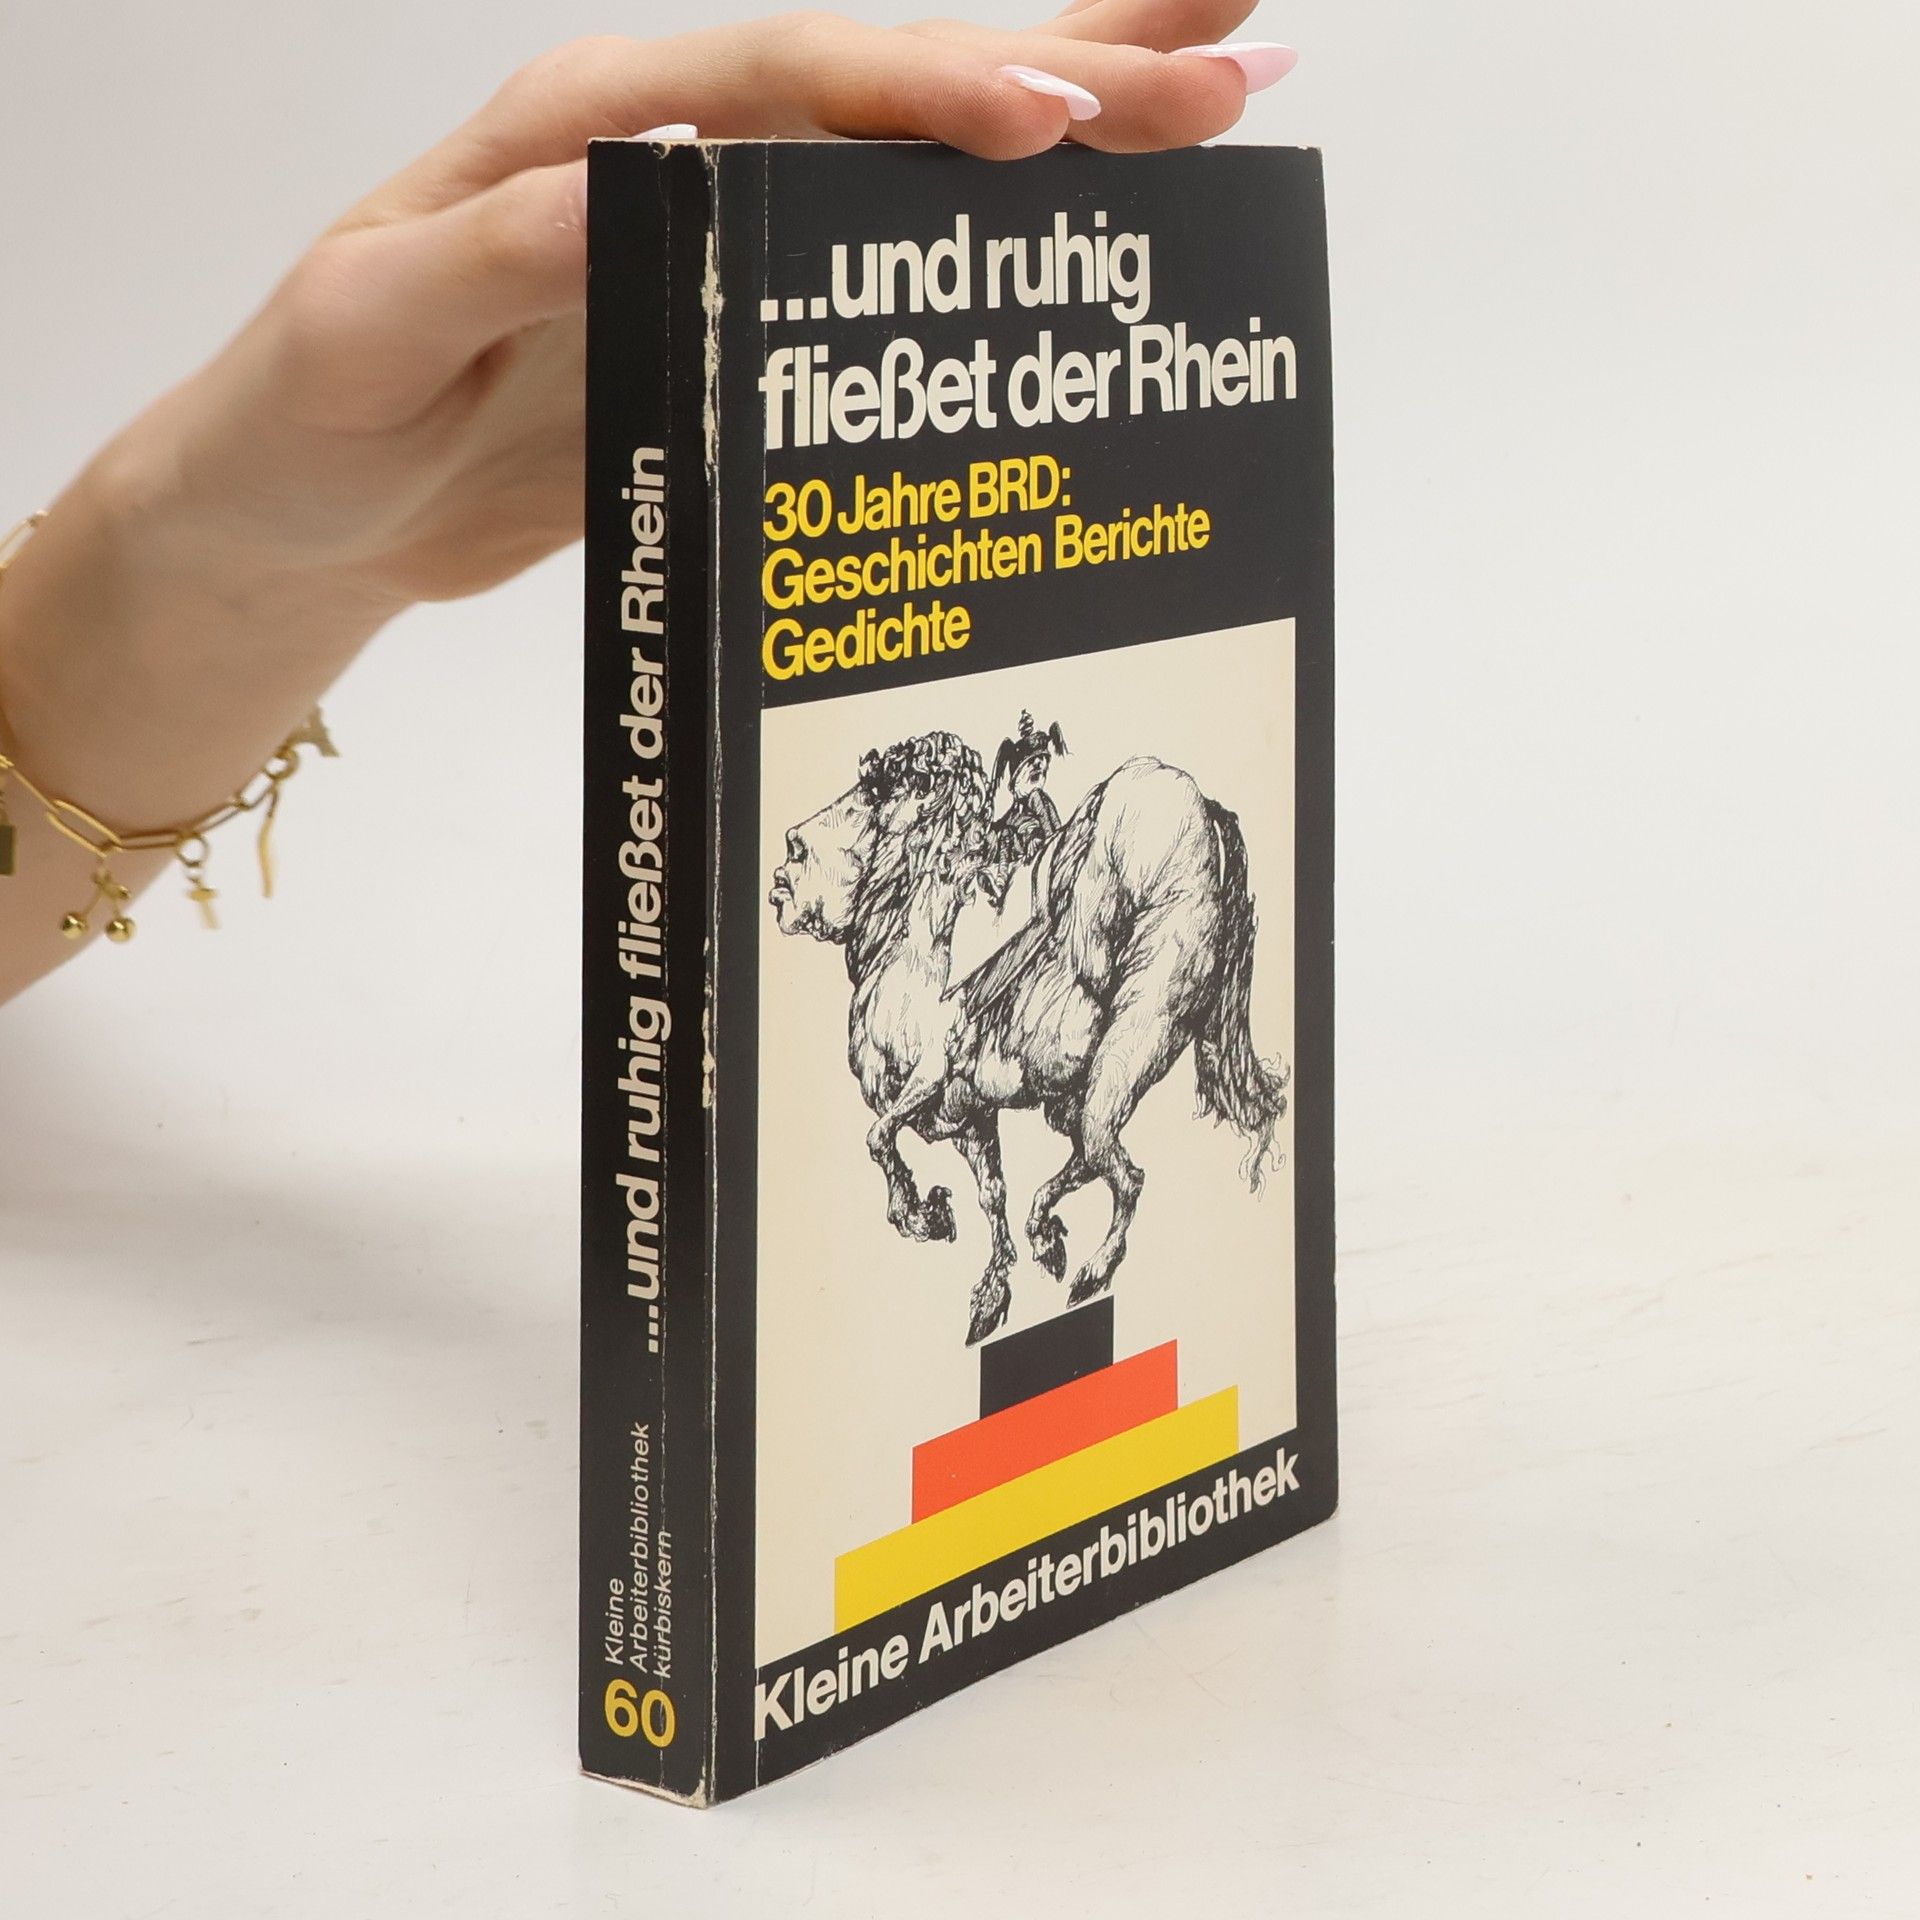 ...und ruhig
fließet der Rhein
30 Jahre BRD:
Geschichten Berichte
Gedichte
Kleine Arbeiterbibliothek
...und ruhig fließet der Rhein
Kleine
Arbeiterbibliothek
kürbiskern
60